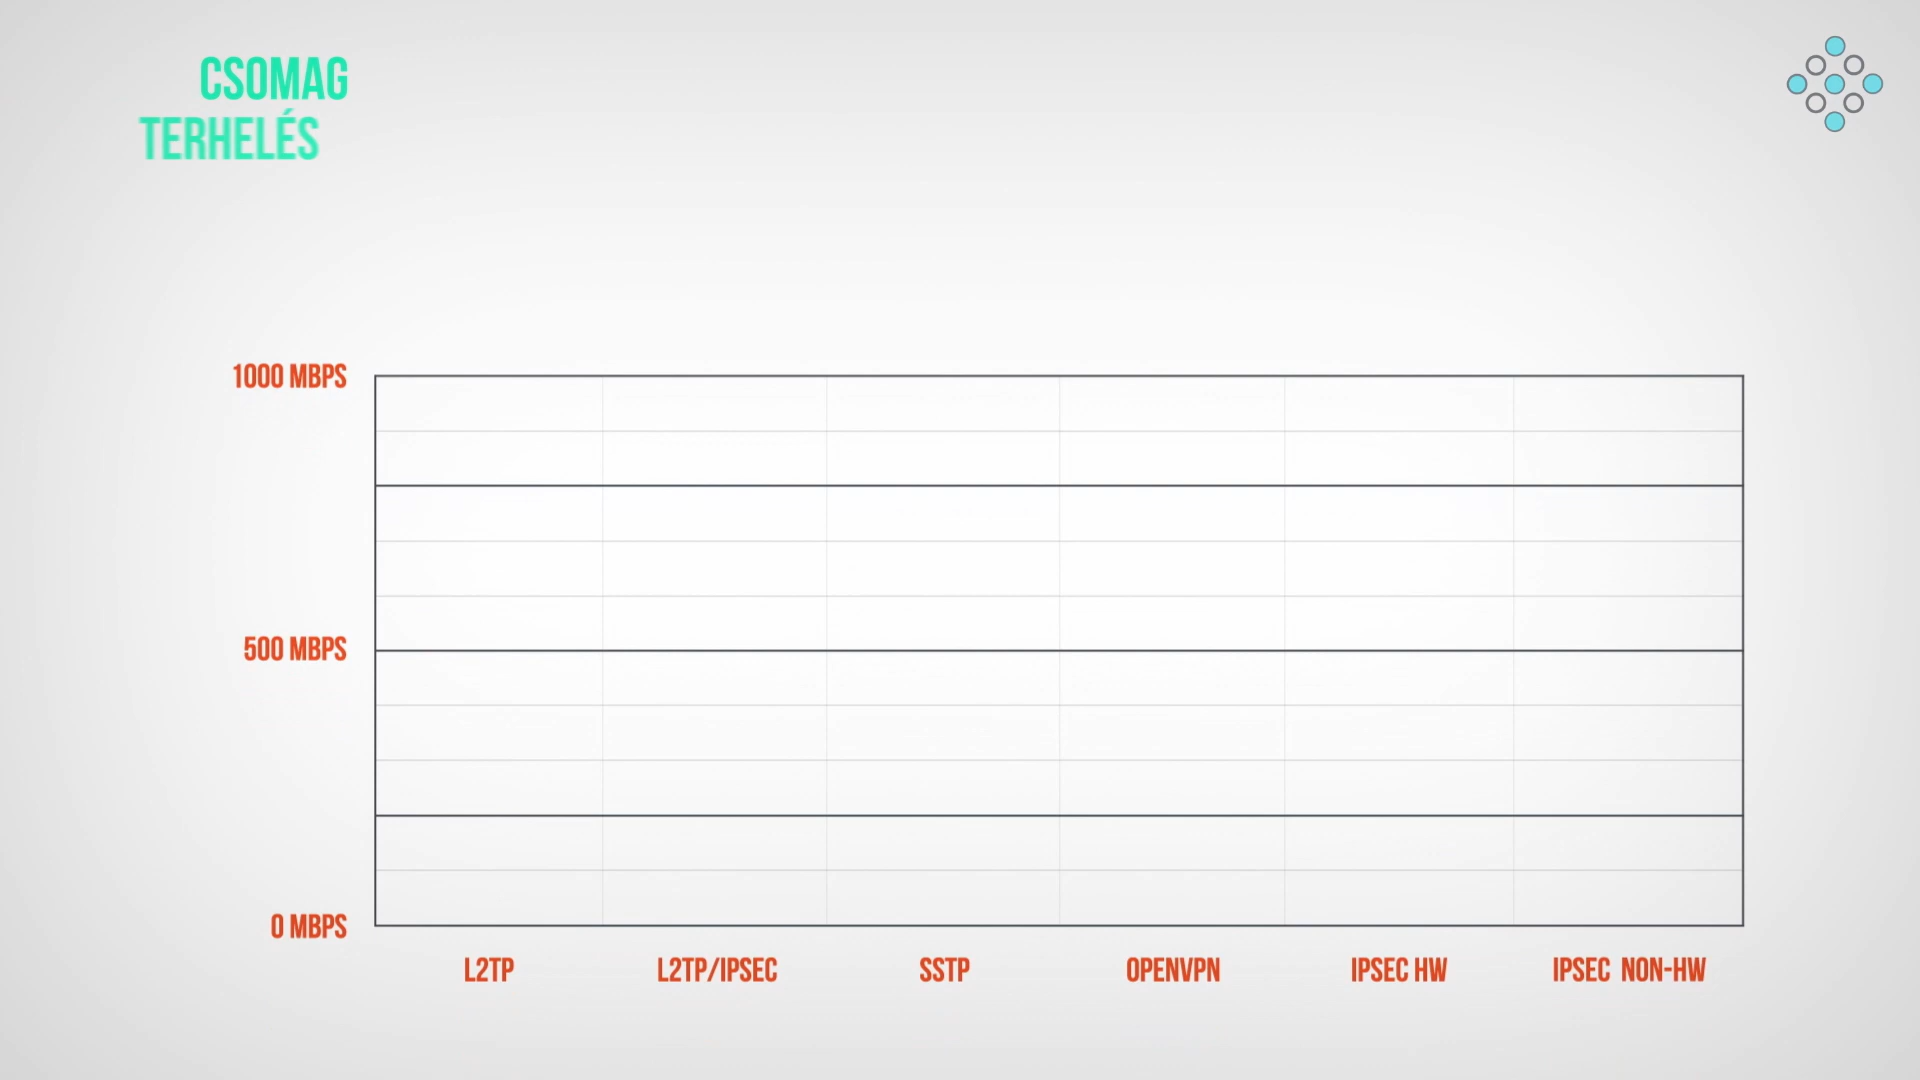 CSOMAG
TERHELÉS
1000 MBPS
500 MBPS
0 MBPS
L2TP
L2TP/IPSEC
SSTP
OPENVPN
IPSEC HW
IPSEC NON-HW